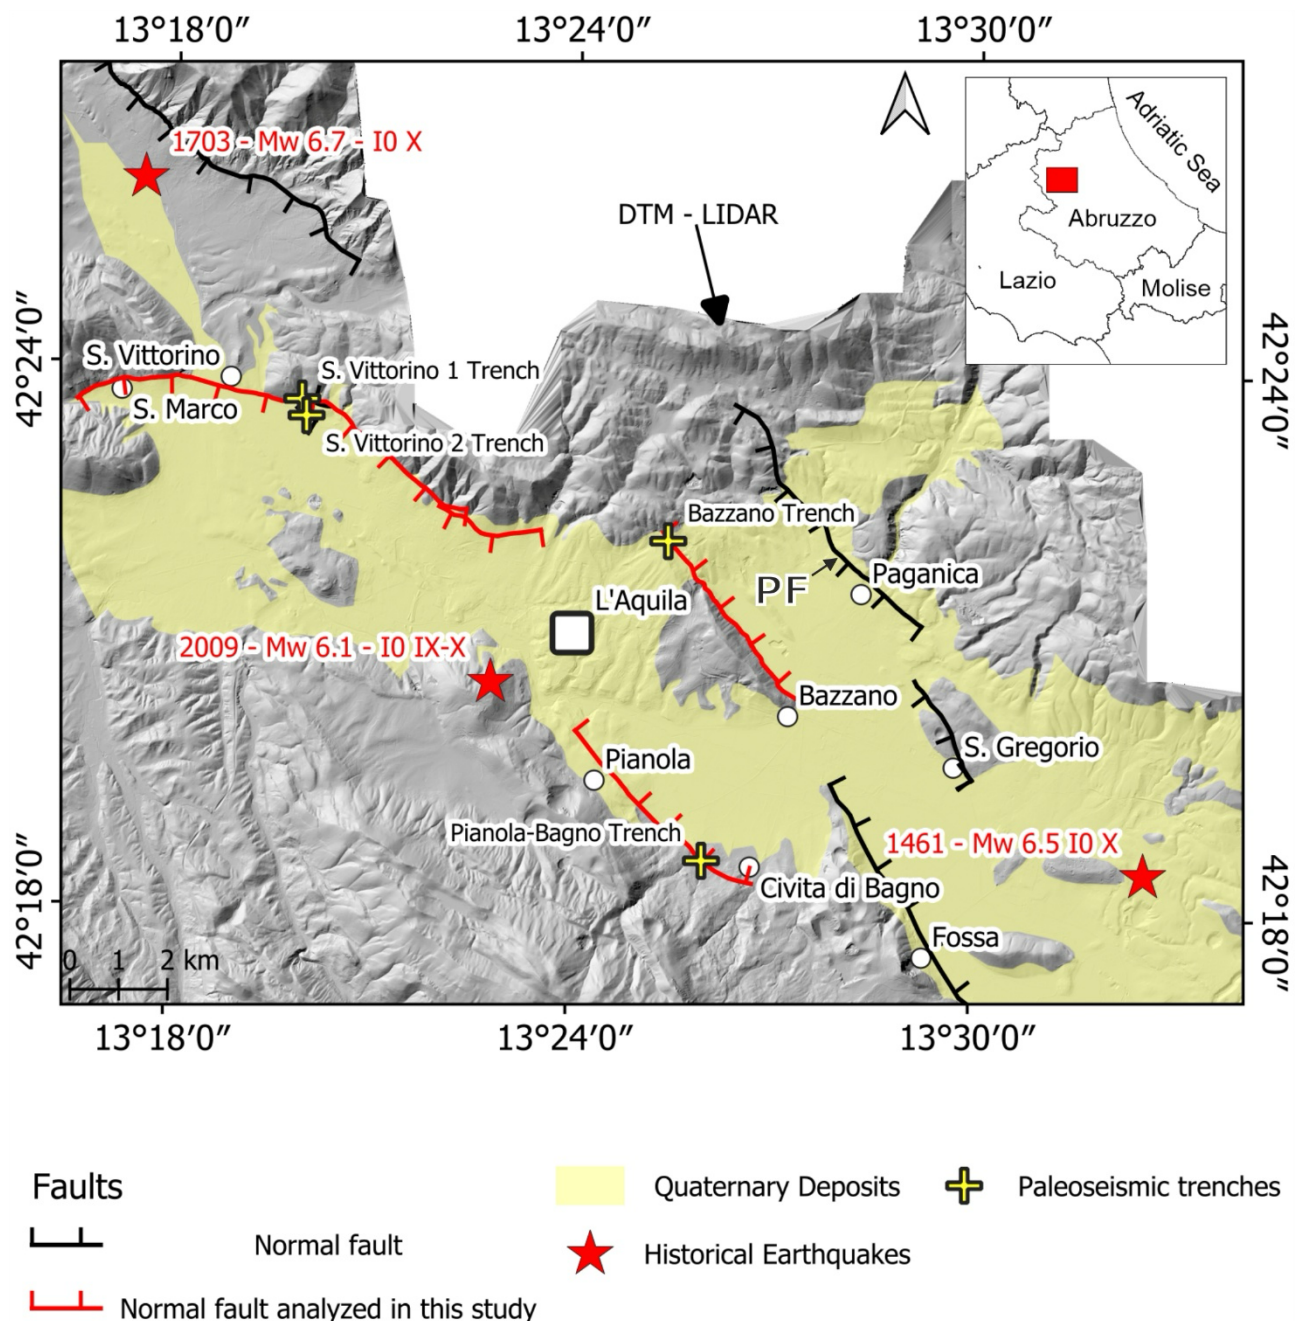 13°18′0″
13°24′0″
13°30′0″
1703 - Mw 6.7 - I0 X
Adriatic Sea
Abruzzo
Lazio
Molise
DTM - LIDAR
42°24′0″
42°24′0″
S. Vittorino
S. Marco
S. Vittorino 1 Trench
S. Vittorino 2 Trench
Bazzano Trench
PF
Paganica
L'Aquila
2009 - Mw 6.1 - I0 IX-X
Bazzano
Pianola
S. Gregorio
Pianola-Bagno Trench
1461 - Mw 6.5 I0 X
Civita di Bagno
Fossa
42°18′0″
42°18′0″
0 1 2 km
13°18′0″
13°24′0″
13°30′0″
Faults
Normal fault
Normal fault analyzed in this study
Quaternary Deposits
Historical Earthquakes
Paleoseismic trenches